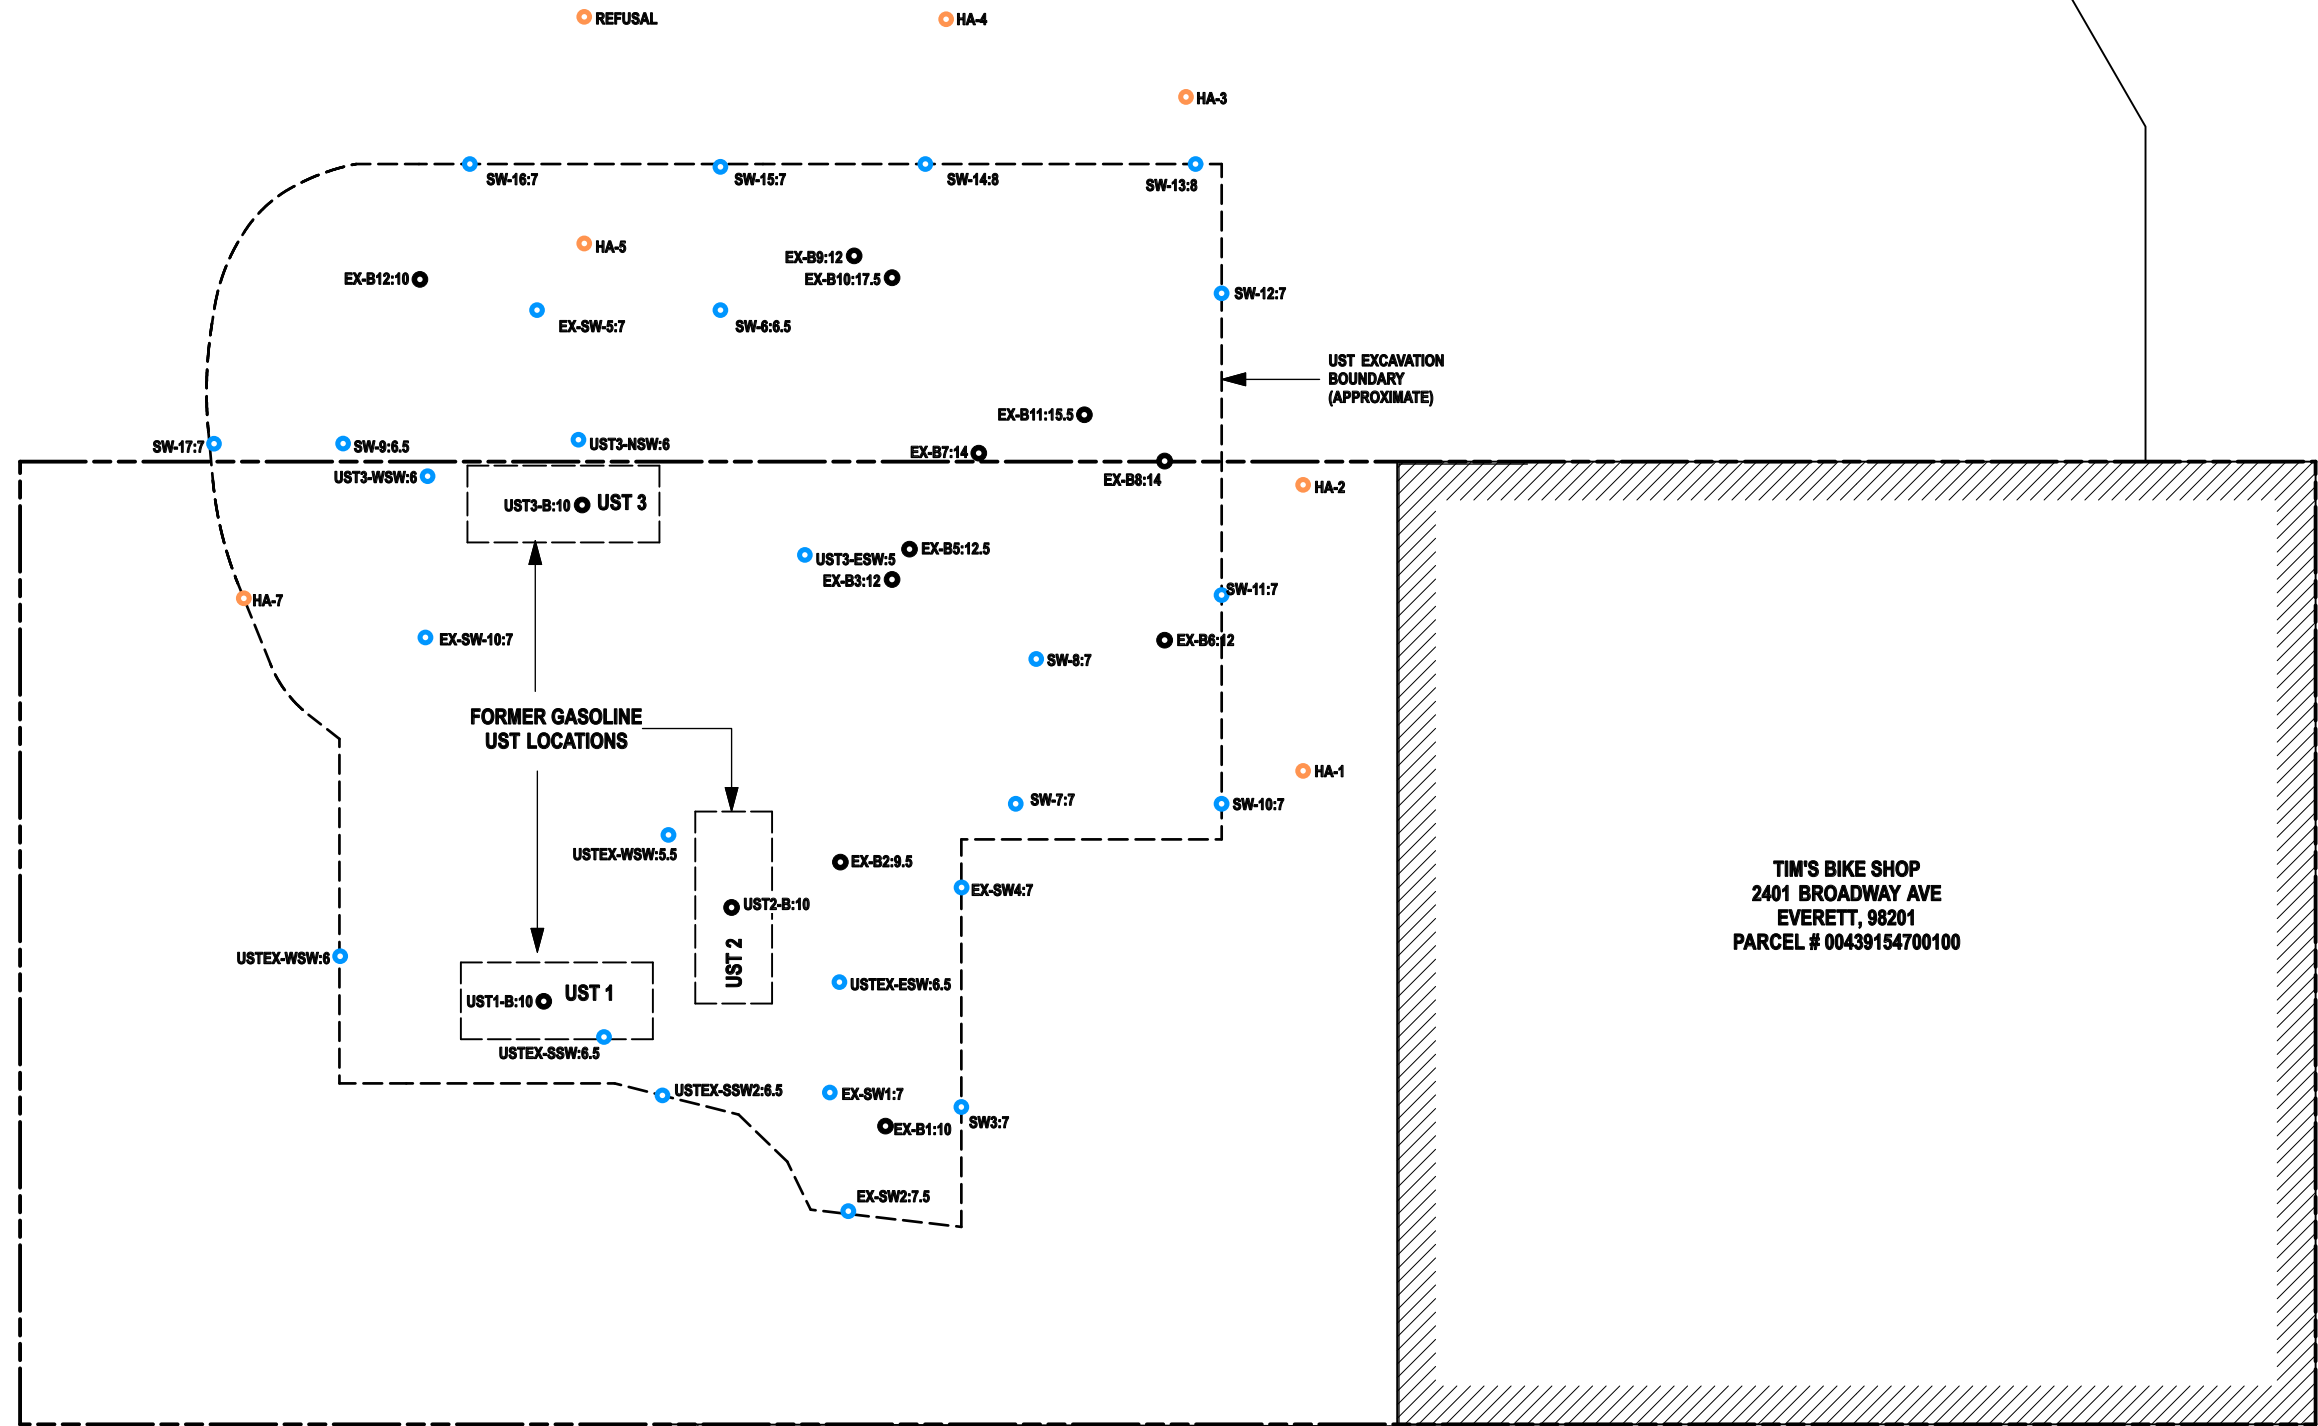 REFUSAL
HA-4
HA-3
SW-16:7
SW-15:7
SW-14:8
SW-13:8
HA-5
EX-B9:12
EX-B12:10
EX-B10:17.5
SW-12:7
EX-SW-5:7
SW-6:6.5
UST EXCAVATION
BOUNDARY
(APPROXIMATE)
EX-B11:15.5
SW-17:7
SW-9:6.5
UST3-NSW:6
EX-B7:14
UST3-WSW:6
EX-B8:14
HA-2
UST3-B:10
UST 3
EX-B5:12.5
UST3-ESW:5
EX-B3:12
SW-11:7
HA-7
EX-SW-10:7
EX-B6:12
SW-8:7
FORMER GASOLINE
UST LOCATIONS
HA-1
SW-7:7
SW-10:7
USTEX-WSW:5.5
EX-B2:9.5
EX-SW4:7
UST2-B:10
UST 2
TIM'S BIKE SHOP
2401 BROADWAY AVE
EVERETT, 98201
PARCEL # 00439154700100
USTEX-WSW:6
USTEX-ESW:6.5
UST1-B:10
UST 1
USTEX-SSW:6.5
USTEX-SSW2:6.5
EX-SW1:7
SW3:7
EX-B1:10
EX-SW2:7.5